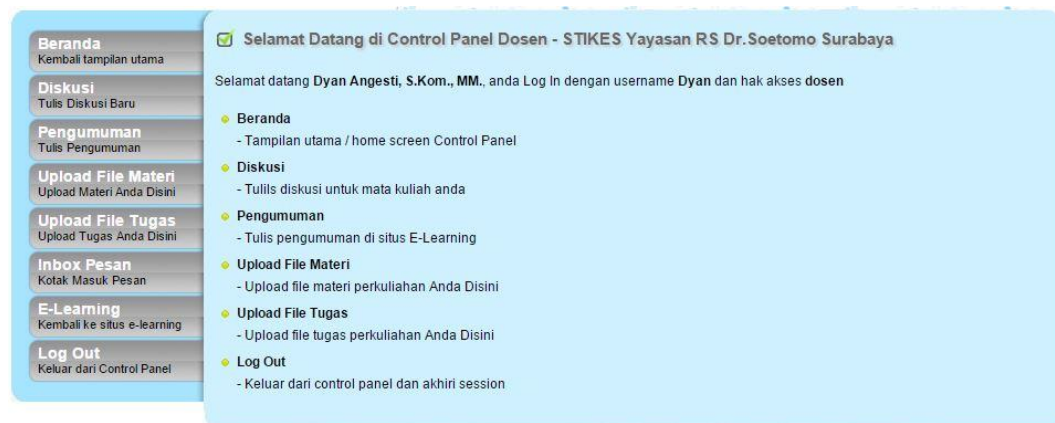 Beranda
Kembali tampilan utama
Diskusi
Tulis Diskusi Baru
Pengumuman
Tulis Pengumuman
Upload File Materi
Upload Materi Anda Disini
Upload File Tugas
Upload Tugas Anda Disini
Inbox Pesan
Kotak Masuk Pesan
E-Learning
Kembali ke situs e-learning
Log Out
Keluar dari Control Panel
Selamat Datang di Control Panel Dosen - STIKES Yayasan RS Dr.Soetomo Surabaya
Selamat datang Dyan Angesti, S.Kom., MM., anda Log In dengan username Dyan dan hak akses dosen
Beranda
- Tampilan utama / home screen Control Panel
Diskusi
- Tulils diskusi untuk mata kuliah anda
Pengumuman
- Tulis pengumuman di situs E-Learning
Upload File Materi
- Upload file materi perkuliahan Anda Disini
Upload File Tugas
- Upload file tugas perkuliahan Anda Disini
Log Out
- Keluar dari control panel dan akhiri session